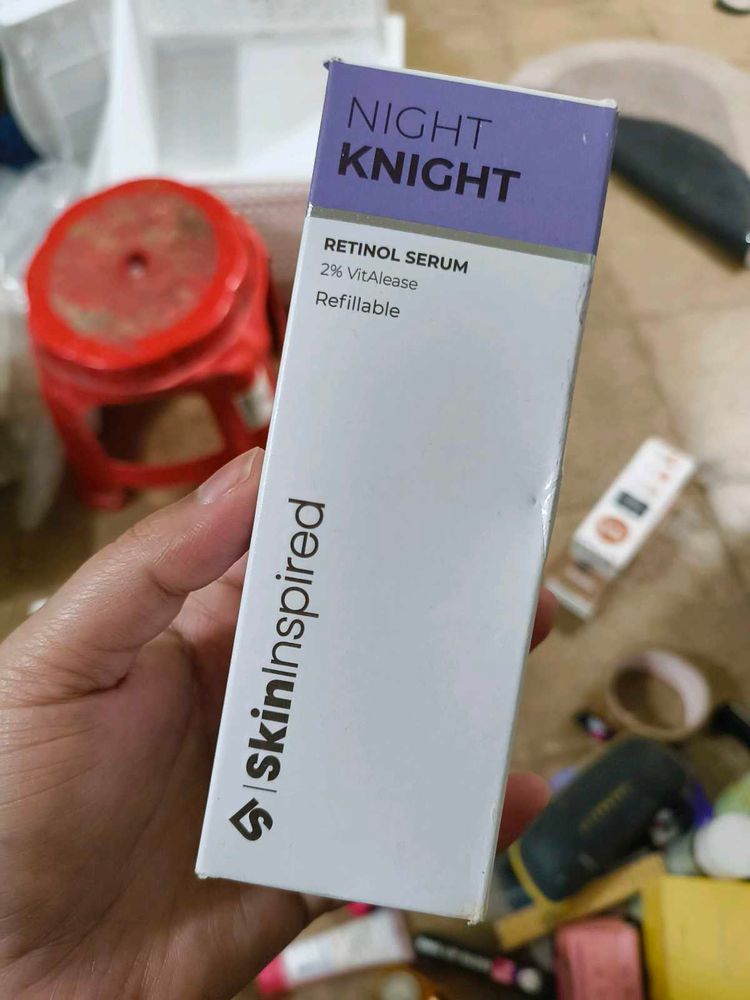 NIGHT
KNIGHT
RETINOL SERUM
2% VitAlease
Refillable
skinInspired